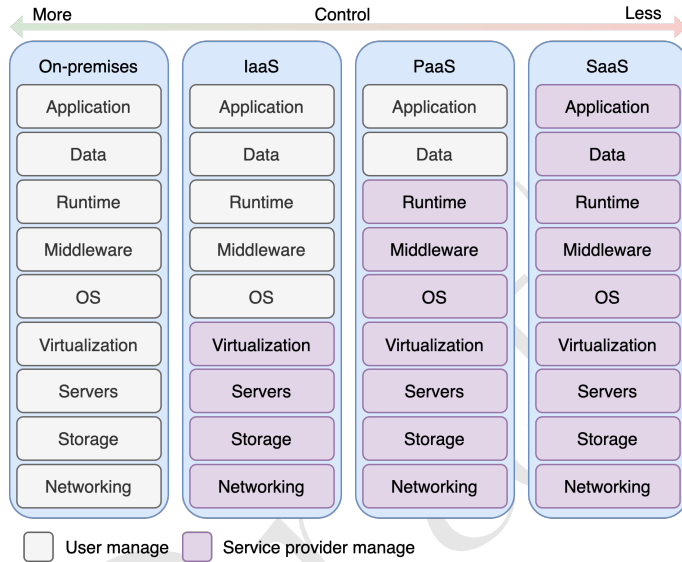 More Control Less
On-premises IaaS PaaS SaaS
Application Application Application Application
Data Data Data Data
Runtime Runtime Runtime Runtime
Middleware Middleware Middleware Middleware
OS OS OS OS
Virtualization Virtualization Virtualization Virtualization
Servers Servers Servers Servers
Storage Storage Storage Storage
Networking Networking Networking Networking
User manage Service provider manage